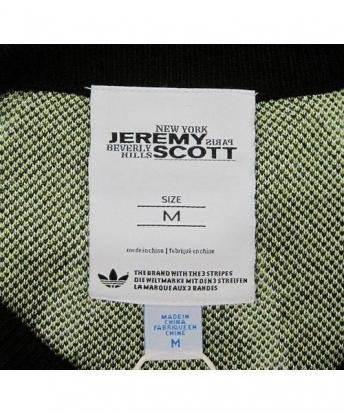 NEW YORK
JEREMY PARIS
BEVERLY HILLS SCOTT
SIZE
M
made in china | fabriqué en chine
THE BRAND WITH THE 3 STRIPES
DIE WELTMARKE MIT DEN 3 STREIFEN
LA MARQUE AUX 3 BANDES
MADE IN
CHINA
FABRIQUE EN
CHINE
M